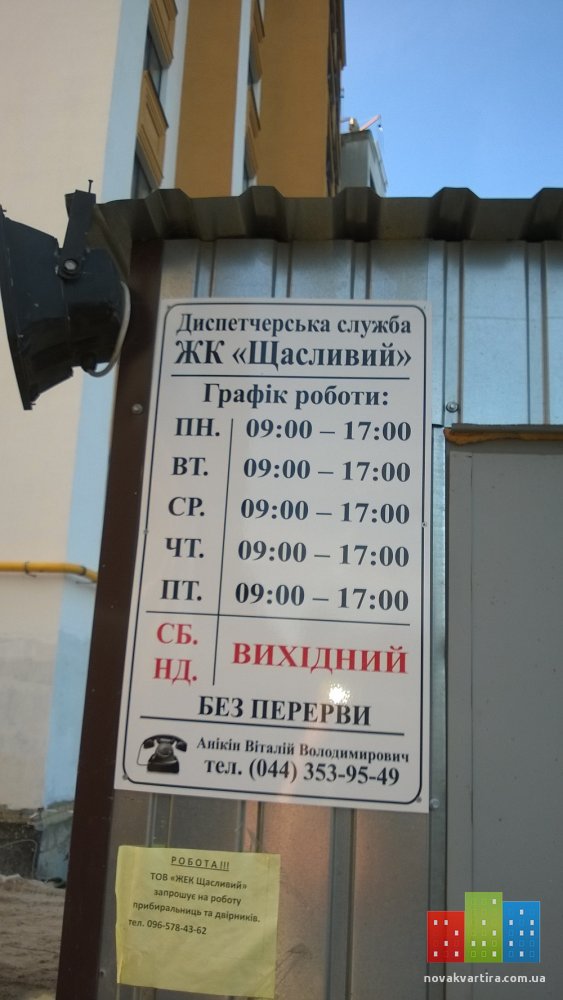 Диспетчерська служба
ЖК «Щасливий»
Графік роботи:
ПН. 09:00 – 17:00
ВТ. 09:00 – 17:00
СР. 09:00 – 17:00
ЧТ. 09:00 – 17:00
ПТ. 09:00 – 17:00
СБ.
НД. ВИХІДНИЙ
БЕЗ ПЕРЕРВИ
Анікін Віталій Володимирович
тел. (044) 353-95-49
РОБОТА!!!
ТОВ «ЖЕК Щасливий»
запрошує на роботу
прибиральниць та двірників.
тел. 096-578-43-62
novakvartira.com.ua